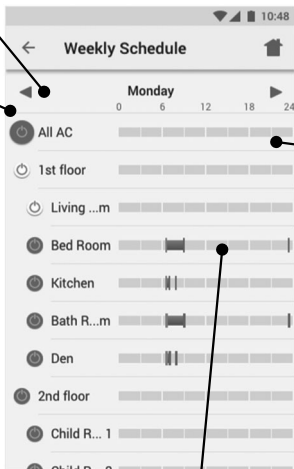 10:48
Weekly Schedule
Monday
0 6 12 18 24
All AC
1st floor
Living ...m
Bed Room
Kitchen
Bath R...m
Den
2nd floor
Child R... 1